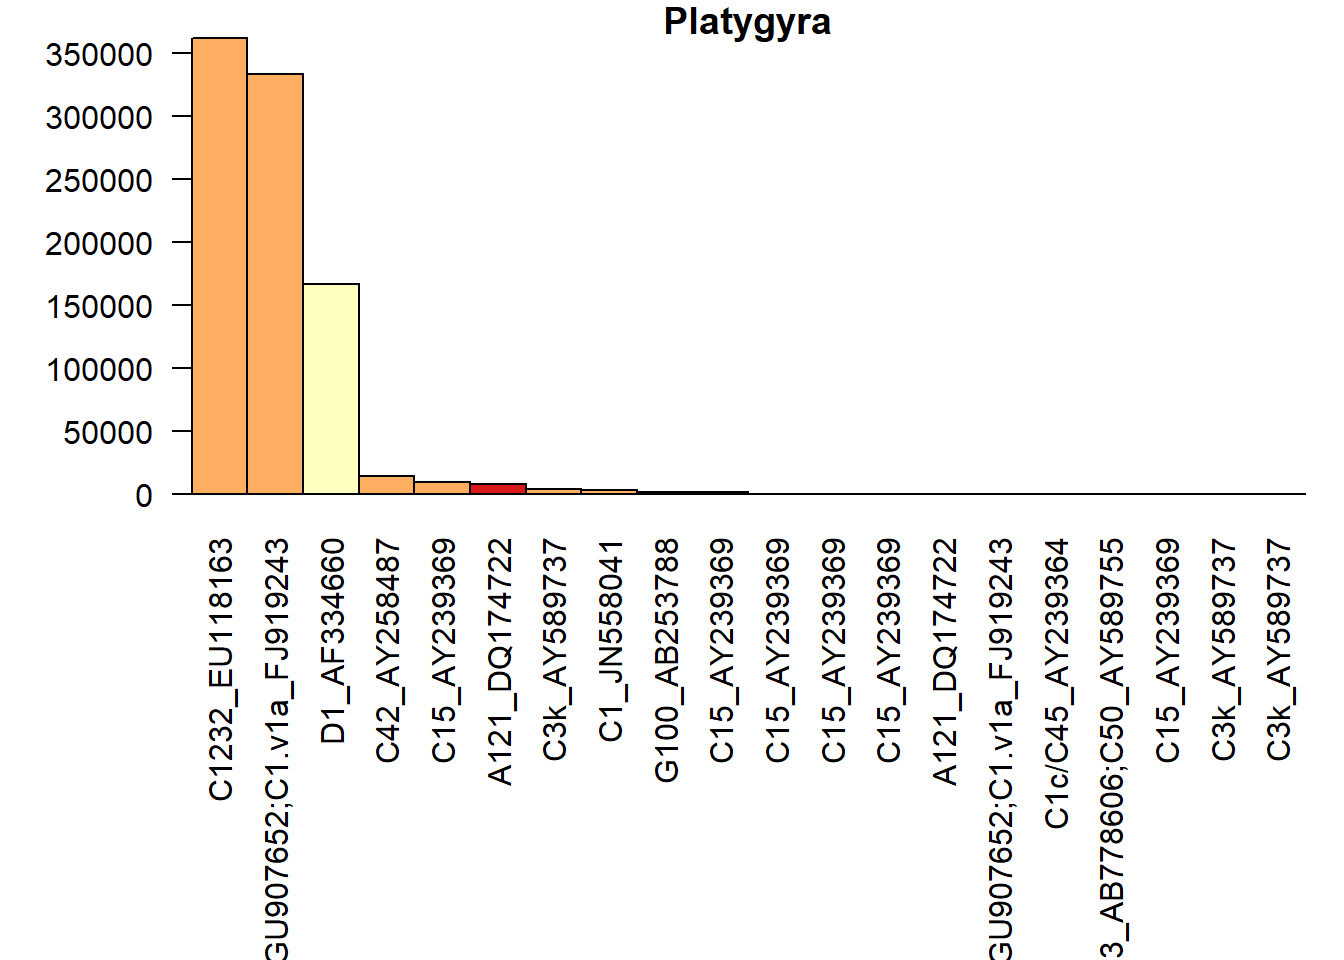 Platygyra
350000
300000
250000
200000
150000
100000
50000
0
C1232_EU118163
GU907652;C1.v1a_FJ919243
D1_AF334660
C42_AY258487
C15_AY239369
A121_DQ174722
C3k_AY589737
C1_JN558041
G100_AB253788
C15_AY239369
C15_AY239369
C15_AY239369
C15_AY239369
A121_DQ174722
GU907652;C1.v1a_FJ919243
C1c/C45_AY239364
3_AB778606;C50_AY589755
C15_AY239369
C3k_AY589737
C3k_AY589737